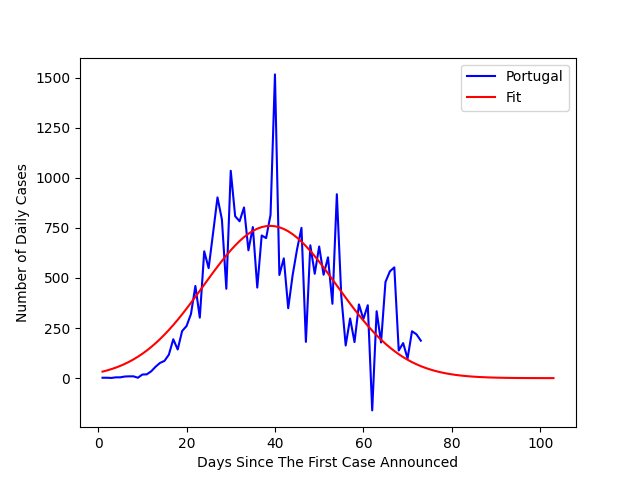 Portugal
Fit
1500
1250
1000
750
500
250
0
Number of Daily Cases
0 20 40 60 80 100
Days Since The First Case Announced